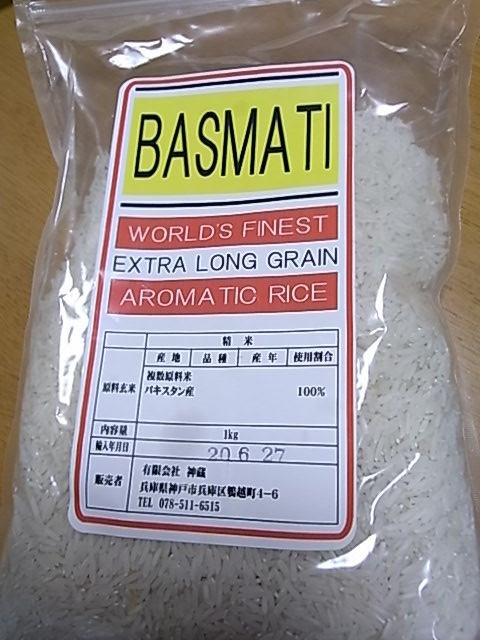 BASMATI
WORLD'S FINEST
EXTRA LONG GRAIN
AROMATIC RICE
精米
産地 品種 産年 使用割合
原料玄米
複数原料米
パキスタン産 100%
内容量 1kg
輸入年月日 20.6.27
販売者
有限会社 神蔵
兵庫県神戸市兵庫区鵯越町4-6
TEL 078-511-6515